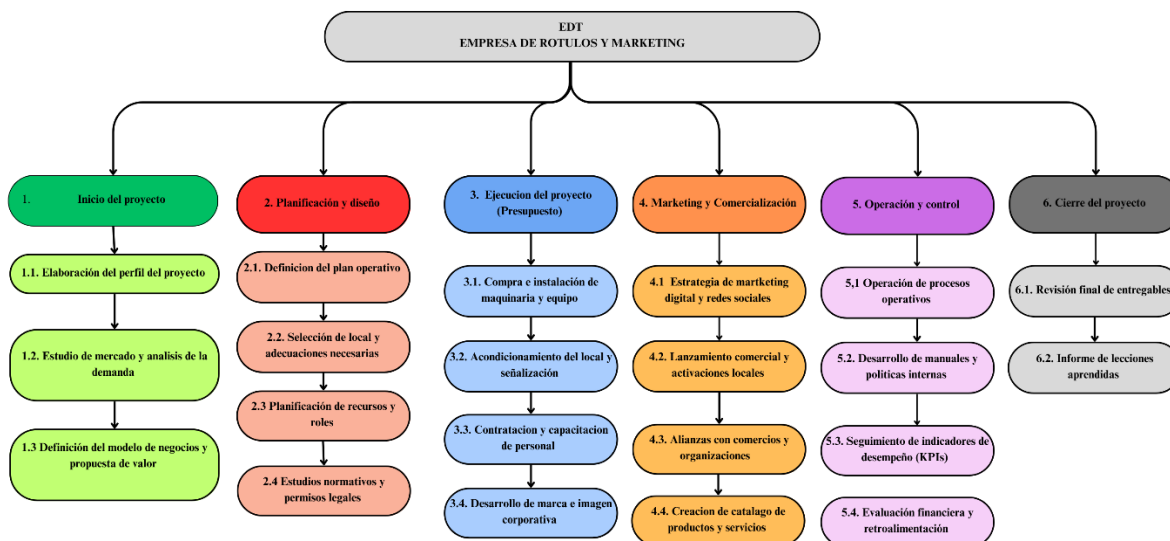 EDT
EMPRESA DE ROTULOS Y MARKETING
1. Inicio del proyecto
1.1. Elaboración del perfil del proyecto
1.2. Estudio de mercado y analisis de la
demanda
1.3 Definición del modelo de negocios y
propuesta de valor
2. Planificación y diseño
2.1. Definicion del plan operativo
2.2. Selección de local y
adecuaciones necesarias
2.3 Planificación de recursos y
roles
2.4 Estudios normativos y
permisos legales
3. Ejecucion del proyecto
(Presupuesto)
3.1. Compra e instalación de
maquinaria y equipo
3.2. Acondicionamiento del local y
señalización
3.3. Contratacion y capacitacion
de personal
3.4. Desarrollo de marca e imagen
corporativa
4. Marketing y Comercialización
4.1 Estrategia de martketing
digital y redes sociales
4.2. Lanzamiento comercial y
activaciones locales
4.3. Alianzas con comercios y
organizaciones
4.4. Creacion de catalago de
productos y servicios
5. Operación y control
5,1 Operación de procesos
operativos
5.2. Desarrollo de manuales y
políticas internas
5.3. Seguimiento de indicadores de
desempeño (KPIs)
5.4. Evaluación financiera y
retroalimentación
6. Cierre del proyecto
6.1. Revisión final de entregables
6.2. Informe de lecciones
aprendidas